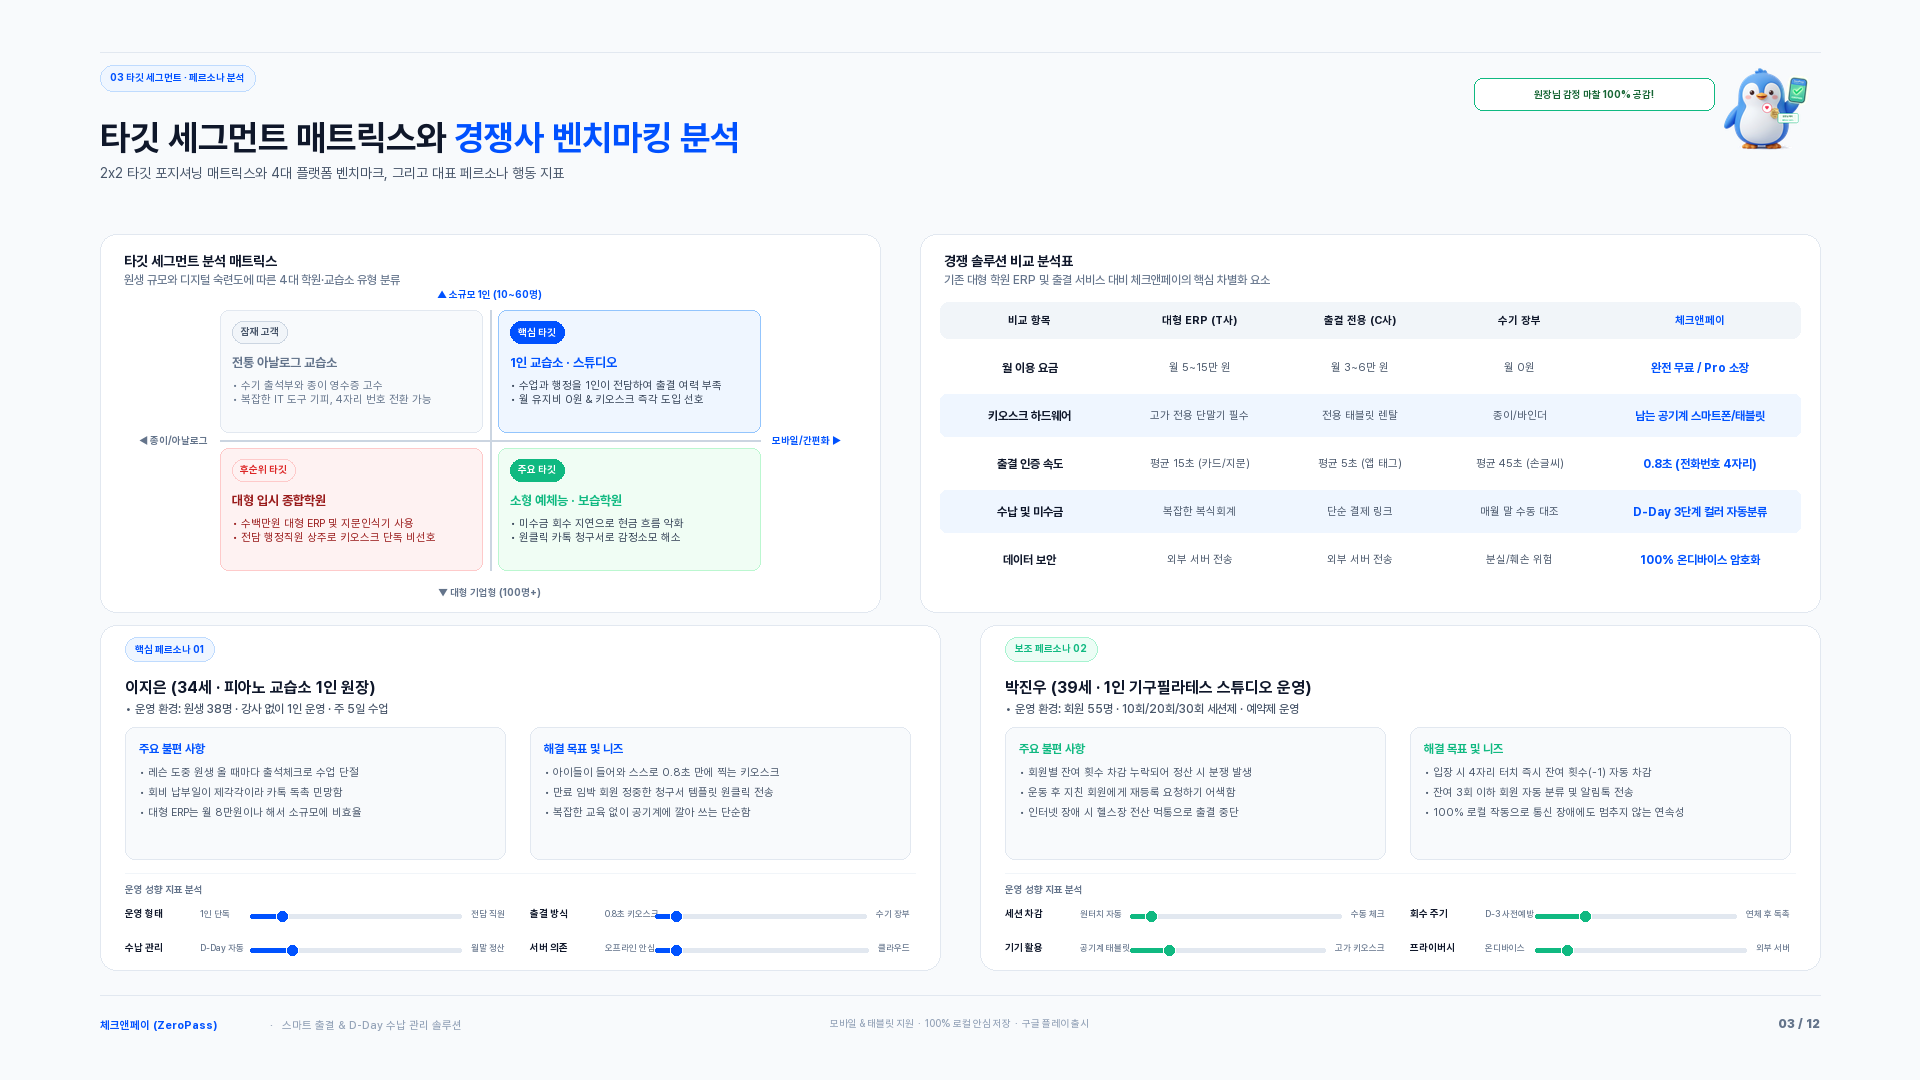 03 타깃 세그먼트 · 페르소나 분석
원장님 감정 마찰 100% 공감!
타깃 세그먼트 매트릭스와 경쟁사 벤치마킹 분석
2x2 타깃 포지셔닝 매트릭스와 4대 플랫폼 벤치마크, 그리고 대표 페르소나 행동 지표
타깃 세그먼트 분석 매트릭스
원생 규모와 디지털 숙련도에 따른 4대 학원·교습소 유형 분류
▲ 소규모 1인 (10~60명)
잠재 고객
전통 아날로그 교습소
• 수기 출석부와 종이 영수증 고수
• 복잡한 IT 도구 기피, 4자리 번호 전환 가능
핵심 타깃
1인 교습소 · 스튜디오
• 수업과 행정을 1인이 전담하여 출결 여력 부족
• 월 유지비 0원 & 키오스크 즉각 도입 선호
◀ 종이/아날로그
모바일/간편화 ▶
후순위 타깃
대형 입시 종합학원
• 수백만원 대형 ERP 및 지문인식기 사용
• 전담 행정직원 상주로 키오스크 단독 비선호
주요 타깃
소형 예체능 · 보습학원
• 미수금 회수 지연으로 현금 흐름 악화
• 원클릭 카톡 청구서로 감정소모 해소
▼ 대형 기업형 (100명+)
경쟁 솔루션 비교 분석표
기존 대형 학원 ERP 및 출결 서비스 대비 체크앤페이의 핵심 차별화 요소
비교 항목 대형 ERP (T사) 출결 전용 (C사) 수기 장부 체크앤페이
월 이용 요금 월 5~15만 원 월 3~6만 원 월 0원 완전 무료 / Pro 소장
키오스크 하드웨어 고가 전용 단말기 필수 전용 태블릿 렌탈 종이/바인더 남는 공기계 스마트폰/태블릿
출결 인증 속도 평균 15초 (카드/지문) 평균 5초 (앱 태그) 평균 45초 (손글씨) 0.8초 (전화번호 4자리)
수납 및 미수금 복잡한 복식회계 단순 결제 링크 매월 말 수동 대조 D-Day 3단계 컬러 자동분류
데이터 보안 외부 서버 전송 외부 서버 전송 분실/훼손 위험 100% 온디바이스 암호화
핵심 페르소나 01
이지은 (34세 · 피아노 교습소 1인 원장)
• 운영 환경: 원생 38명 · 강사 없이 1인 운영 · 주 5일 수업
주요 불편 사항
• 레슨 도중 원생 올 때마다 출석체크로 수업 단절
• 회비 납부일이 제각각이라 카톡 독촉 민망함
• 대형 ERP는 월 8만원이나 해서 소규모에 비효율
해결 목표 및 니즈
• 아이들이 들어와 스스로 0.8초 만에 찍는 키오스크
• 만료 임박 회원 정중한 청구서 템플릿 원클릭 전송
• 복잡한 교육 없이 공기계에 깔아 쓰는 단순함
운영 성향 지표 분석
운영 형태 1인 단독 전담 직원 출결 방식 0.8초 키오스크 수기 장부
수납 관리 D-Day 자동 월말 정산 서버 의존 오프라인 안심 클라우드
보조 페르소나 02
박진우 (39세 · 1인 기구필라테스 스튜디오 운영)
• 운영 환경: 회원 55명 · 10회/20회/30회 세션제 · 예약제 운영
주요 불편 사항
• 회원별 잔여 횟수 차감 누락되어 정산 시 분쟁 발생
• 운동 후 지친 회원에게 재등록 요청하기 어색함
• 인터넷 장애 시 헬스장 전산 먹통으로 출결 중단
해결 목표 및 니즈
• 입장 시 4자리 터치 즉시 잔여 횟수(-1) 자동 차감
• 잔여 3회 이하 회원 자동 분류 및 알림톡 전송
• 100% 로컬 작동으로 통신 장애에도 멈추지 않는 연속성
운영 성향 지표 분석
세션 차감 원터치 자동 수동 체크 회수 주기 D-3 사전예방 연체 후 독촉
기기 활용 공기계 태블릿 고가 키오스크 프라이버시 온디바이스 외부 서버
체크앤페이 (ZeroPass) · 스마트 출결 & D-Day 수납 관리 솔루션
모바일 & 태블릿 지원 · 100% 로컬 안심 저장 · 구글 플레이 출시
03 / 12